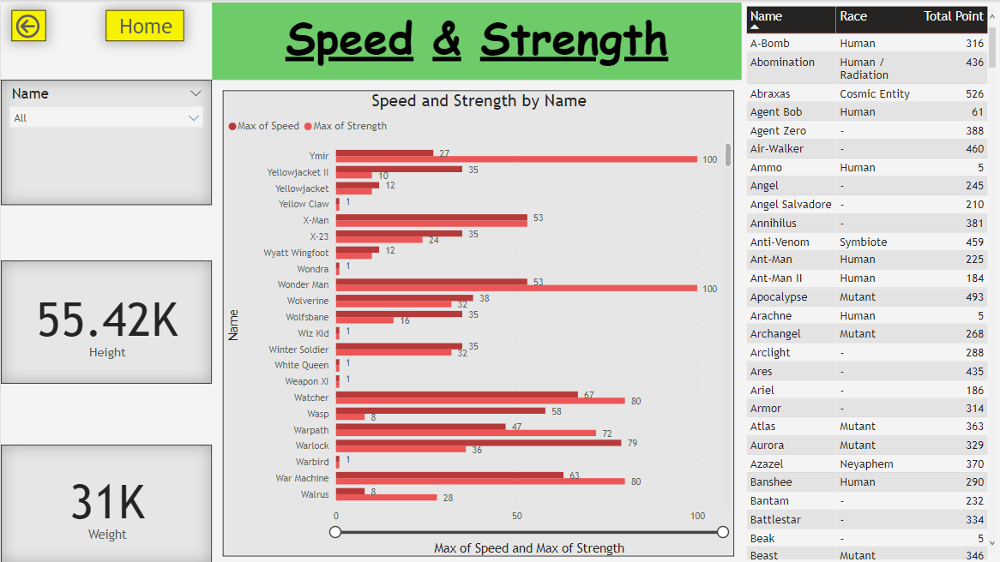 Home
Speed & Strength
Name
All
55.42K
Height
31K
Weight
Speed and Strength by Name
Max of Speed Max of Strength
Name
Ymir 27 100
Yellowjacket II 35 10
Yellowjacket 12
Yellow Claw 1
X-Man 53
X-23 35 24
Wyatt Wingfoot 12
Wondra 1
Wonder Man 53 100
Wolverine 38 32
Wolfsbane 35 16
Wiz Kid 1
Winter Soldier 35 32
White Queen 1
Weapon XI 1
Watcher 67 80
Wasp 58 8
Warpath 47 72
Warlock 79 36
Warbird 1
War Machine 63 80
Walrus 8 28
0 50 100
Max of Speed and Max of Strength
Name Race Total Point
A-Bomb Human 316
Abomination Human / 436
Radiation
Abraxas Cosmic Entity 526
Agent Bob Human 61
Agent Zero - 388
Air-Walker - 460
Ammo Human 5
Angel - 245
Angel Salvadore - 210
Annihilus - 381
Anti-Venom Symbiote 459
Ant-Man Human 225
Ant-Man II Human 184
Apocalypse Mutant 493
Arachne Human 5
Archangel Mutant 268
Arclight - 288
Ares - 435
Ariel - 186
Armor - 314
Atlas Mutant 363
Aurora Mutant 329
Azazel Neyaphem 370
Banshee Human 290
Bantam - 232
Battlestar - 334
Beak - 5
Beast Mutant 346